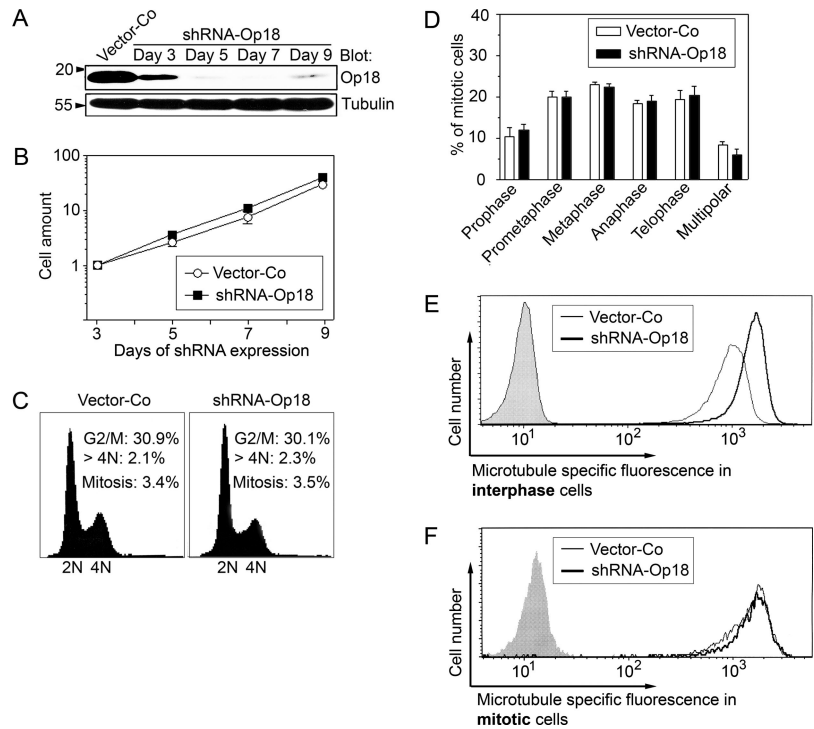 A
Vector-Co
shRNA-Op18
Day 3 Day 5 Day 7 Day 9 Blot:
20
Op18
55
Tubulin
B
100
10
1
Cell amount
Vector-Co
shRNA-Op18
3 5 7 9
Days of shRNA expression
C
Vector-Co
G2/M: 30.9%
> 4N: 2.1%
Mitosis: 3.4%
2N 4N
shRNA-Op18
G2/M: 30.1%
> 4N: 2.3%
Mitosis: 3.5%
2N 4N
D
Vector-Co
shRNA-Op18
% of mitotic cells
40
30
20
10
0
Prophase
Prometaphase
Metaphase
Anaphase
Telophase
Multipolar
E
Vector-Co
shRNA-Op18
Cell number
10¹ 10² 10³
Microtubule specific fluorescence in
interphase cells
F
Vector-Co
shRNA-Op18
Cell number
10¹ 10² 10³
Microtubule specific fluorescence in
mitotic cells